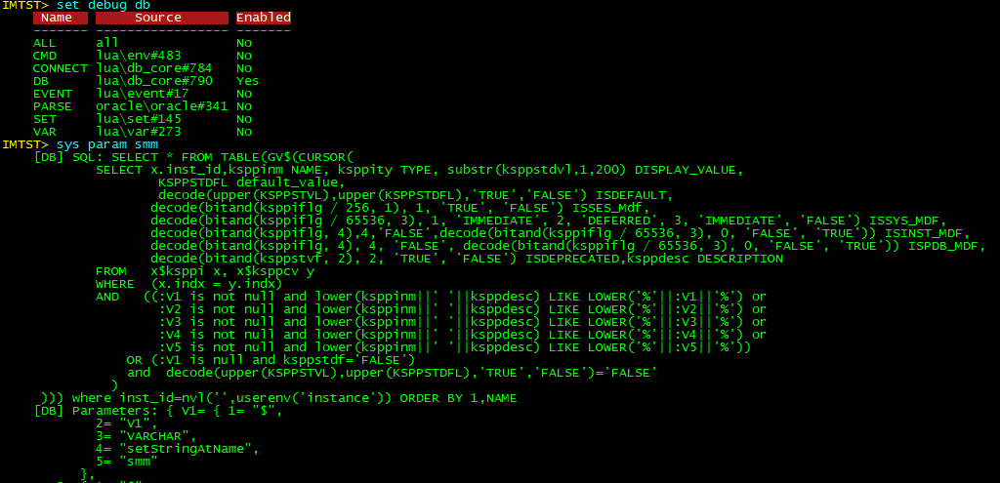 IMTST> set debug db
Name Source Enabled
------- ----------------- -------
ALL all No
CMD lua\env#483 No
CONNECT lua\db_core#784 No
DB lua\db_core#790 Yes
EVENT lua\event#17 No
PARSE oracle\oracle#341 No
SET lua\set#145 No
VAR lua\var#273 No
IMTST> sys param smm
[DB] SQL: SELECT * FROM TABLE(GV$(CURSOR(
SELECT x.inst_id,ksppinm NAME, ksppity TYPE, substr(ksppstdvl,1,200) DISPLAY_VALUE,
KSPPSTDFL default_value,
decode(upper(KSPPSTVL),upper(KSPPSTDFL),'TRUE','FALSE') ISDEFAULT,
decode(bitand(ksppiflg / 256, 1), 1, 'TRUE', 'FALSE') ISSES_Mdf,
decode(bitand(ksppiflg / 65536, 3), 1, 'IMMEDIATE', 2, 'DEFERRED', 3, 'IMMEDIATE', 'FALSE') ISSYS_MDF,
decode(bitand(ksppiflg, 4),4,'FALSE',decode(bitand(ksppiflg / 65536, 3), 0, 'FALSE', 'TRUE')) ISINST_MDF,
decode(bitand(ksppiflg, 4), 4, 'FALSE', decode(bitand(ksppiflg / 65536, 3), 0, 'FALSE', 'TRUE')) ISPDB_MDF,
decode(bitand(ksppstvf, 2), 2, 'TRUE', 'FALSE') ISDEPRECATED,ksppdesc DESCRIPTION
FROM x$ksppi x, x$ksppcv y
WHERE (x.indx = y.indx)
AND ((:V1 is not null and lower(ksppinm||' '||ksppdesc) LIKE LOWER('%'||:V1||'%') or
:V2 is not null and lower(ksppinm||' '||ksppdesc) LIKE LOWER('%'||:V2||'%') or
:V3 is not null and lower(ksppinm||' '||ksppdesc) LIKE LOWER('%'||:V3||'%') or
:V4 is not null and lower(ksppinm||' '||ksppdesc) LIKE LOWER('%'||:V4||'%') or
:V5 is not null and lower(ksppinm||' '||ksppdesc) LIKE LOWER('%'||:V5||'%'))
OR (:V1 is null and ksppstdf='FALSE')
and decode(upper(KSPPSTVL),upper(KSPPSTDFL),'TRUE','FALSE')='FALSE'
)
))) where inst_id=nvl('',userenv('instance')) ORDER BY 1,NAME
[DB] Parameters: { V1= { 1= "$",
2= "V1",
3= "VARCHAR",
4= "setStringAtName",
5= "smm"
},